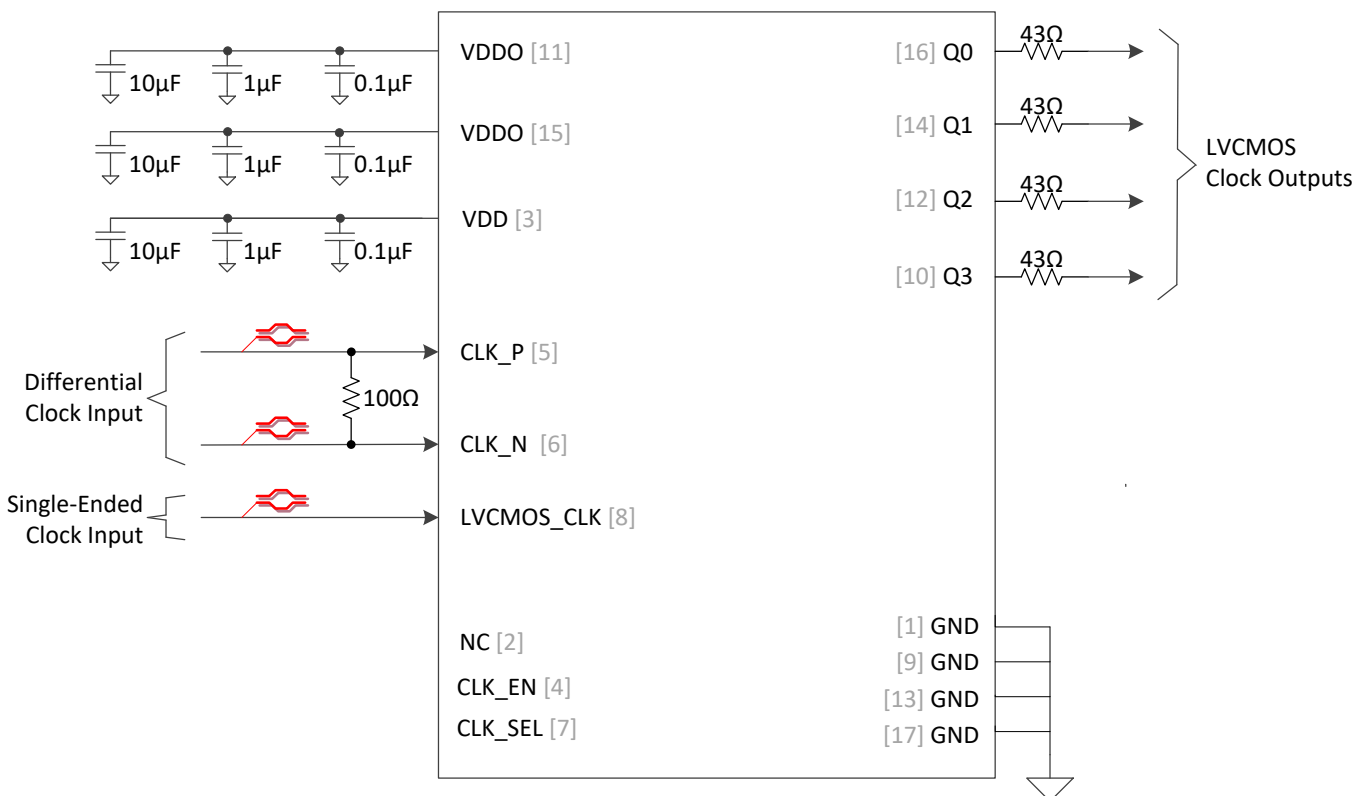 VDDO [11]
10µF
1µF
0.1µF
VDDO [15]
10µF
1µF
0.1µF
VDD [3]
10µF
1µF
0.1µF
Differential
Clock Input
CLK_P [5]
100Ω
CLK_N [6]
Single-Ended
Clock Input
LVCMOS_CLK [8]
NC [2]
CLK_EN [4]
CLK_SEL [7]
[16] Q0
43Ω
[14] Q1
43Ω
[12] Q2
43Ω
[10] Q3
43Ω
LVCMOS
Clock Outputs
[1] GND
[9] GND
[13] GND
[17] GND